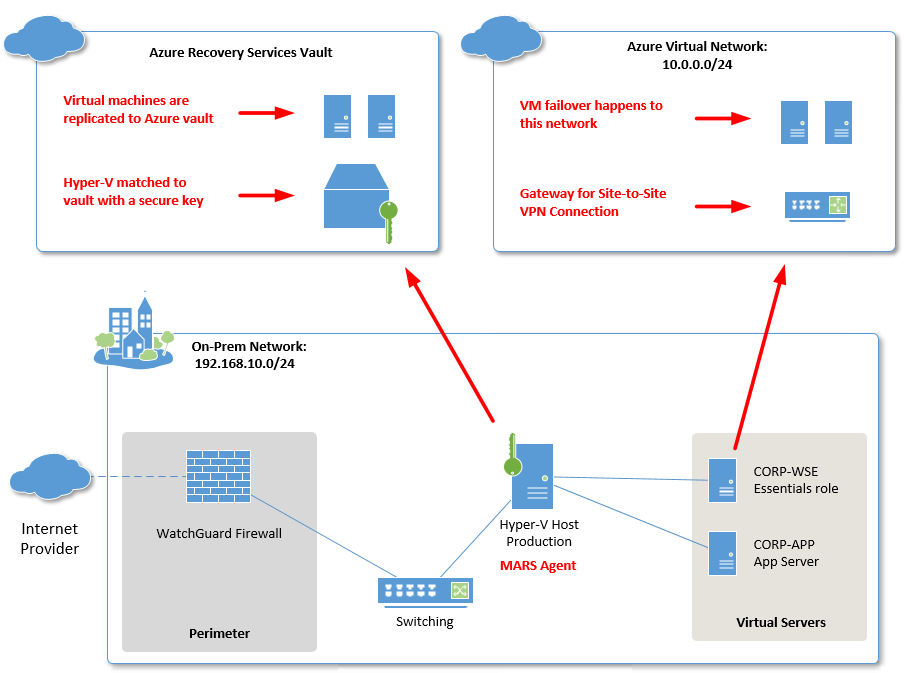 Azure Recovery Services Vault
Virtual machines are
replicated to Azure vault
Hyper-V matched to
vault with a secure key
Azure Virtual Network:
10.0.0.0/24
VM failover happens to
this network
Gateway for Site-to-Site
VPN Connection
On-Prem Network:
192.168.10.0/24
Internet
Provider
WatchGuard Firewall
Perimeter
Switching
Hyper-V Host
Production
MARS Agent
CORP-WSE
Essentials role
CORP-APP
App Server
Virtual Servers